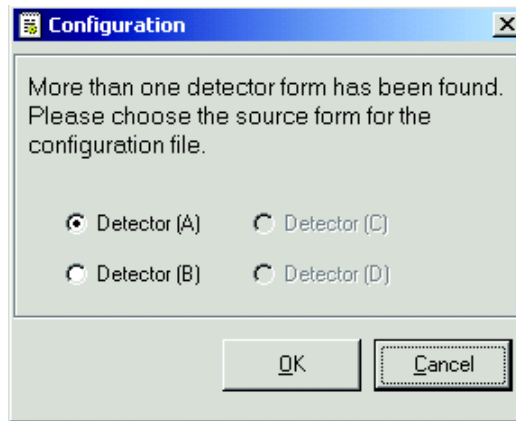 Configuration
More than one detector form has been found.
Please choose the source form for the
configuration file.
Detector (A) Detector (C)
Detector (B) Detector (D)
OK Cancel